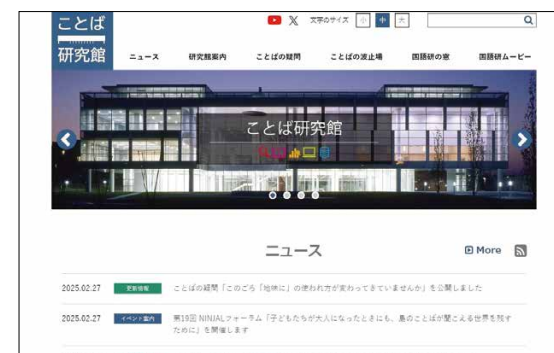 ことば
研究館
文字のサイズ 小 中 大
ニュース 研究館案内 ことばの疑問 ことばの波止場 国語研の窓 国語研ムービー
ことば研究館
ニュース
More
2025.02.27 更新情報 ことばの疑問「このごろ「地味に」の使われ方が変わってきていませんか」を公開しました
2025.02.27 イベント案内 第19回 NINJALフォーラム「子どもたちが大人になったときにも、島のことばが聞こえる世界を残す
ために」を開催します